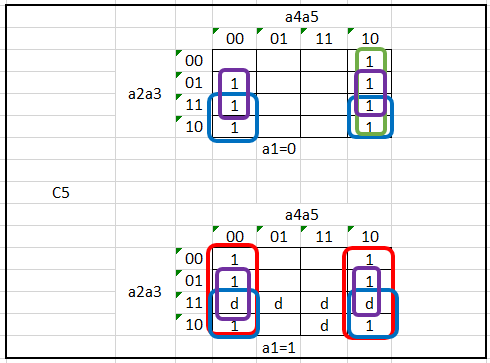 a4a5
00 01 11 10
00 1
01 1 1
a2a3
11 1 1
10 1 1
a1=0
C5
a4a5
00 01 11 10
00 1 1
01 1 1
a2a3
11 d d d d
10 1 d 1
a1=1